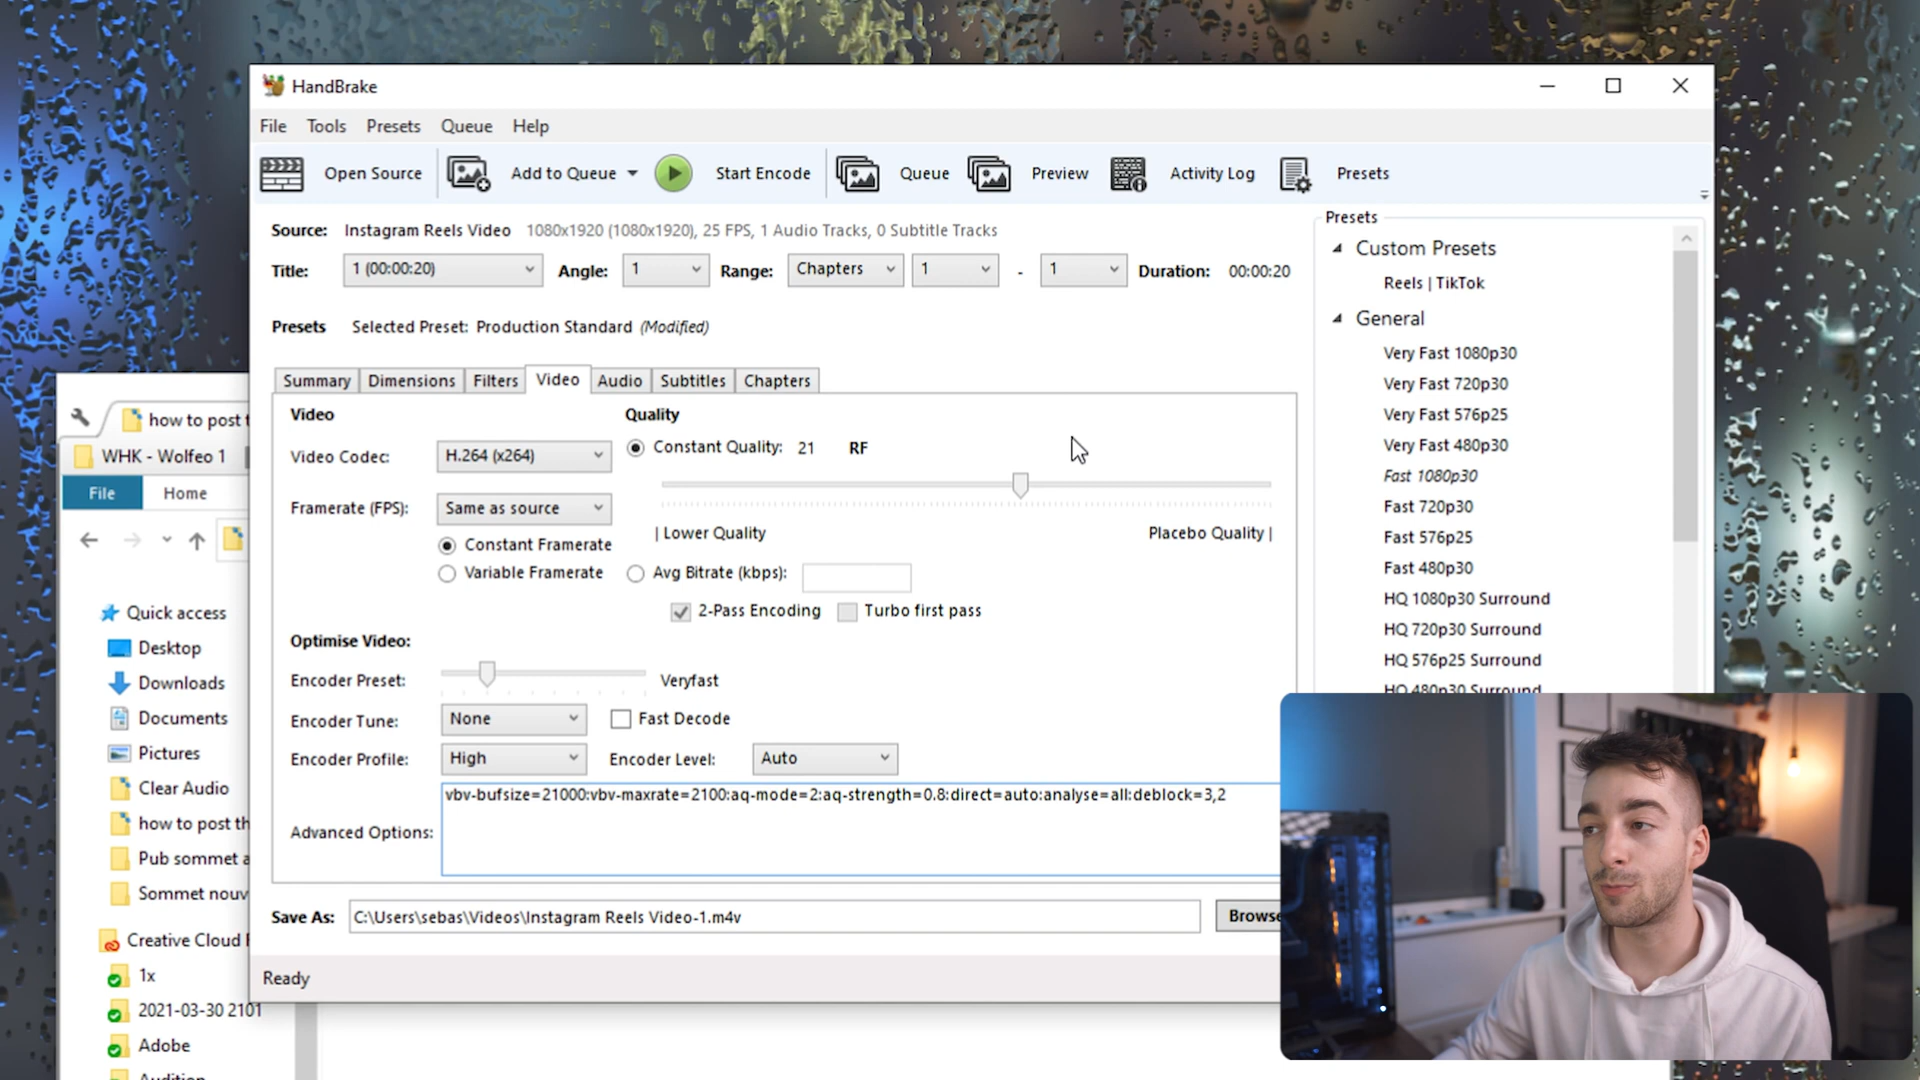 HandBrake
File Tools Presets Queue Help
Open Source Add to Queue Start Encode Queue Preview Activity Log Presets
Source: Instagram Reels Video 1080x1920 (1080x1920), 25 FPS, 1 Audio Tracks, 0 Subtitle Tracks
Title: 1 (00:00:20) Angle: 1 Range: Chapters 1 - 1 Duration: 00:00:20
Presets Selected Preset: Production Standard (Modified)
Summary Dimensions Filters Video Audio Subtitles Chapters
Video Quality
Video Codec: H.264 (x264) Constant Quality: 21 RF
Framerate (FPS): Same as source
| Lower Quality Placebo Quality |
Constant Framerate
Variable Framerate Avg Bitrate (kbps):
2-Pass Encoding Turbo first pass
Optimise Video:
Encoder Preset: Veryfast
Encoder Tune: None Fast Decode
Encoder Profile: High Encoder Level: Auto
Advanced Options: vbv-bufsize=21000:vbv-maxrate=2100:aq-mode=2:aq-strength=0.8:direct=auto:analyse=all:deblock=3,2
Save As: C:\Users\sebas\Videos\Instagram Reels Video-1.m4v Browse
Ready
Presets
Custom Presets
Reels | TikTok
General
Very Fast 1080p30
Very Fast 720p30
Very Fast 576p25
Very Fast 480p30
Fast 1080p30
Fast 720p30
Fast 576p25
Fast 480p30
HQ 1080p30 Surround
HQ 720p30 Surround
HQ 576p25 Surround
HQ 480p30 Surround
how to post t
WHK - Wolfeo 1
File Home
Quick access
Desktop
Downloads
Documents
Pictures
Clear Audio
how to post th
Pub sommet a
Sommet nouv
Creative Cloud F
1x
2021-03-30 2101
Adobe
Audition